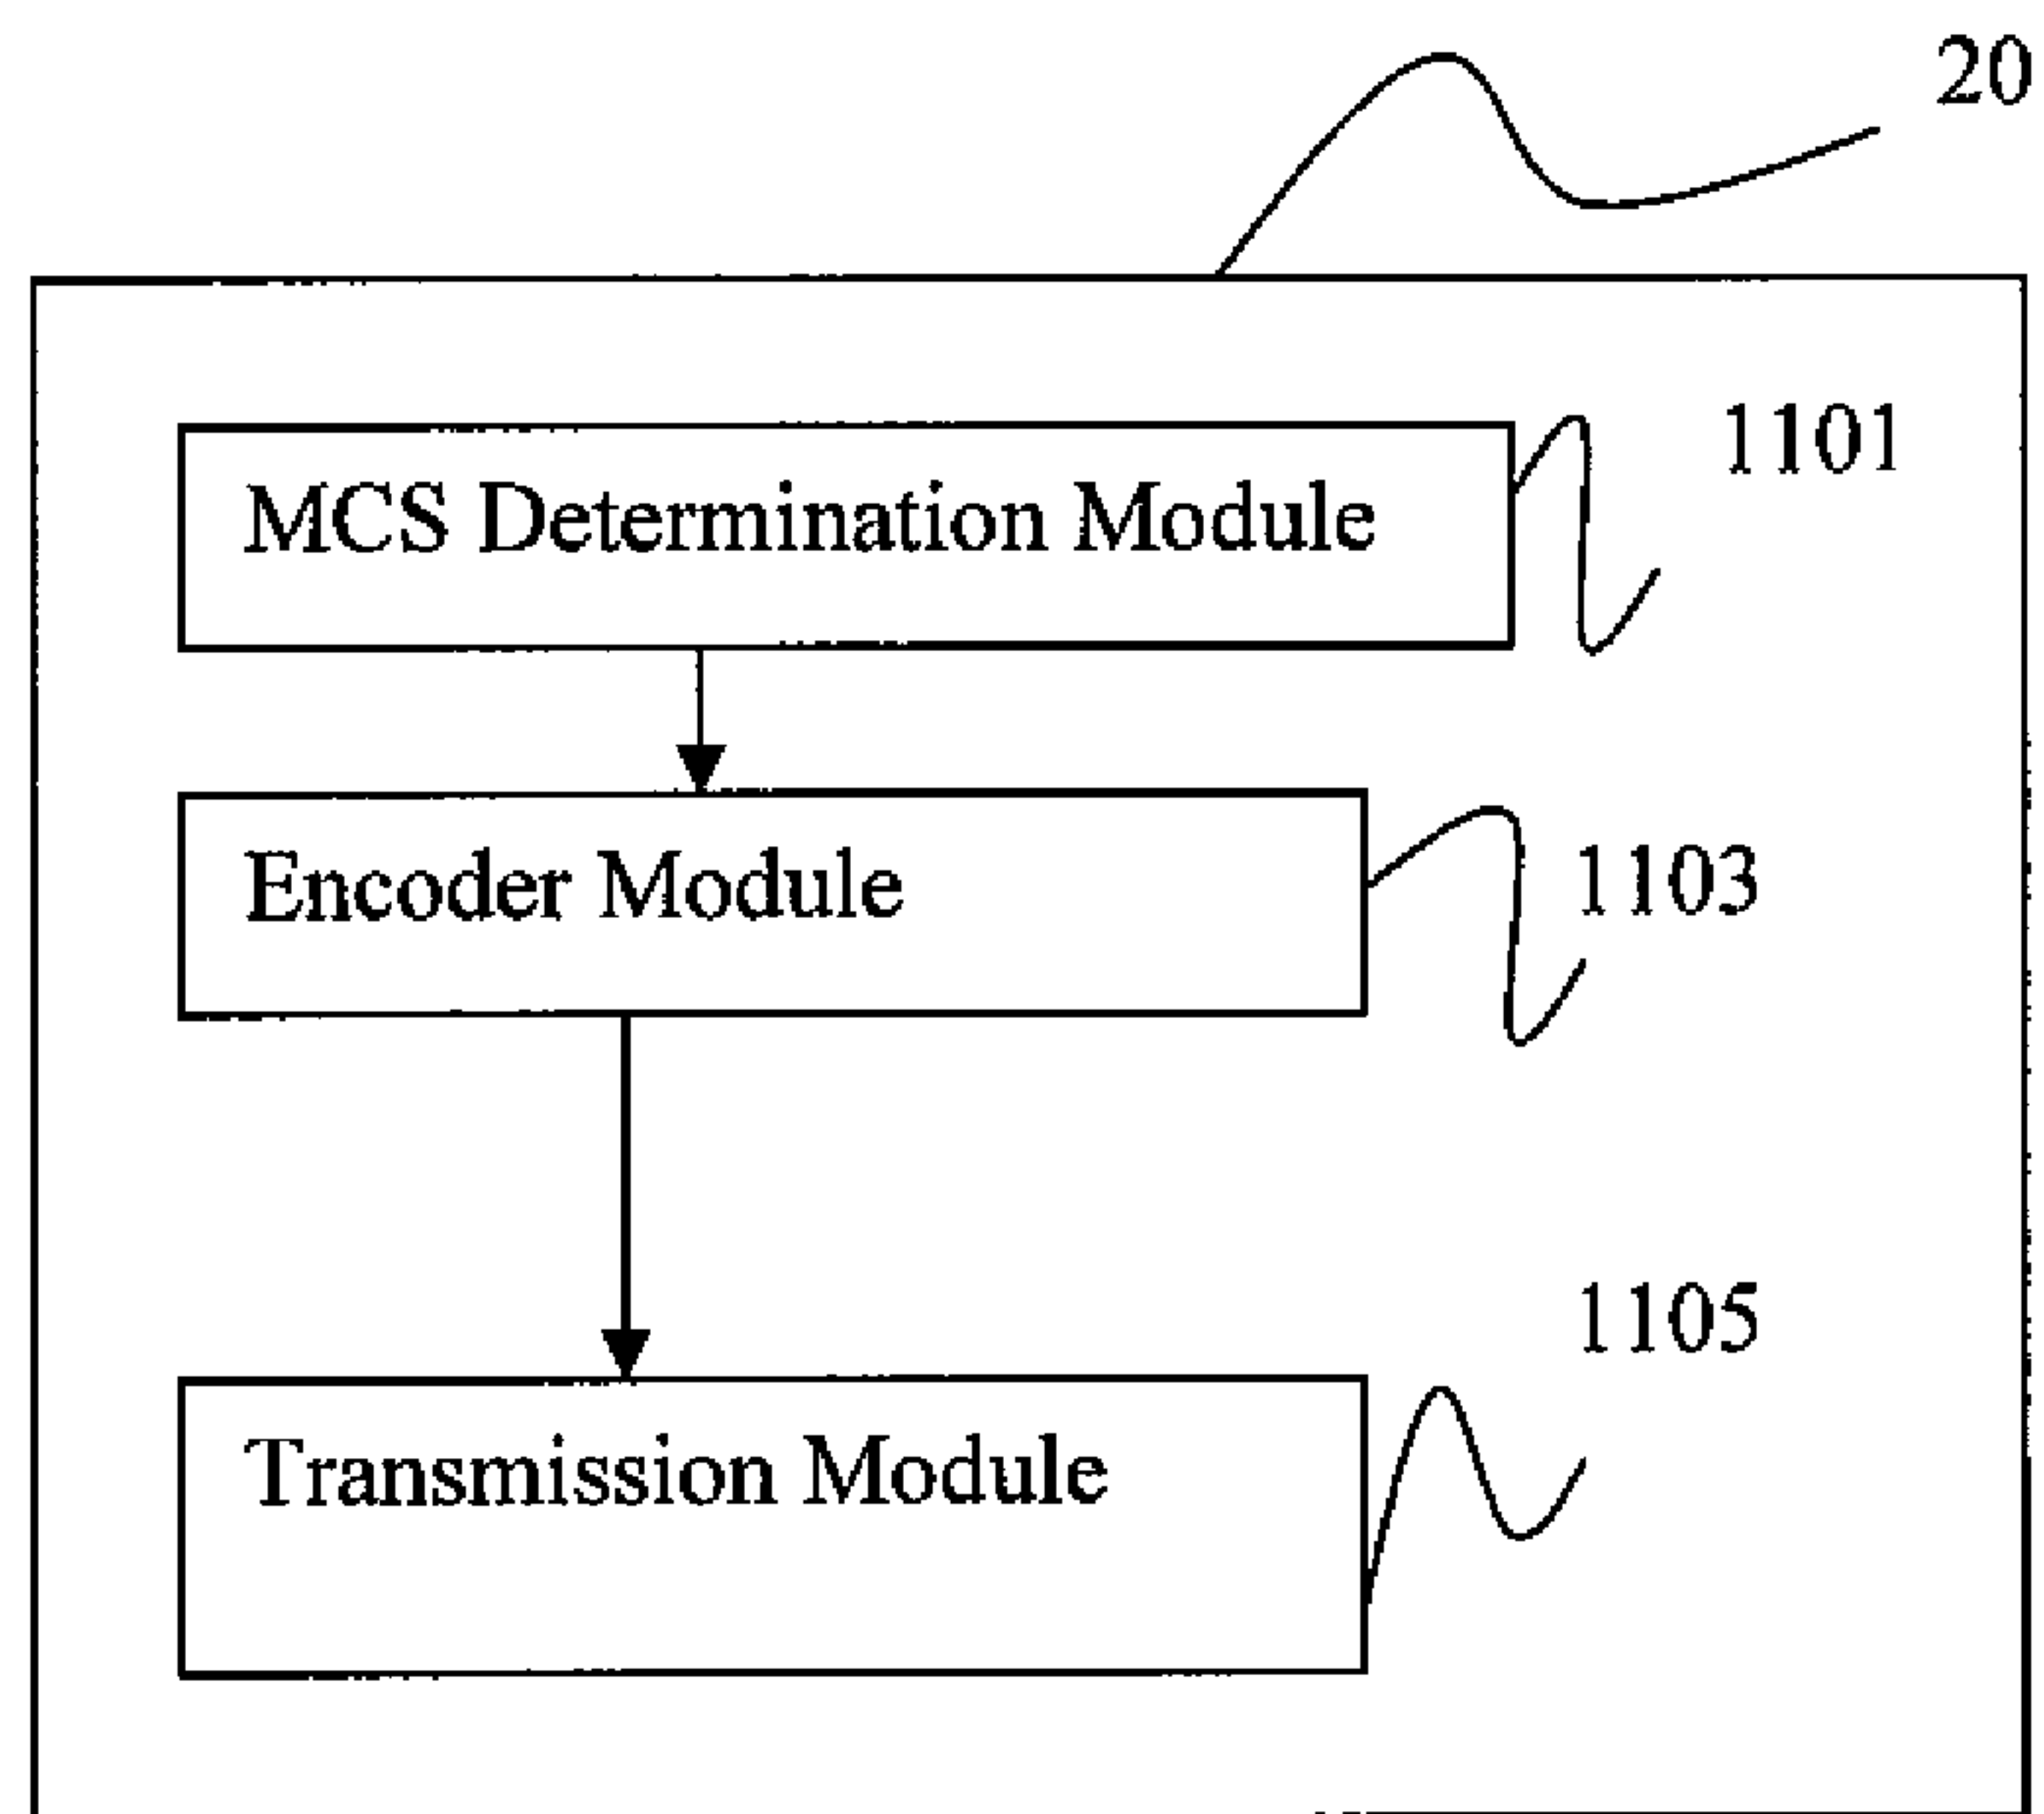 20
1101
MCS Determination Module
Encoder Module
1103
1105
Transmission Module